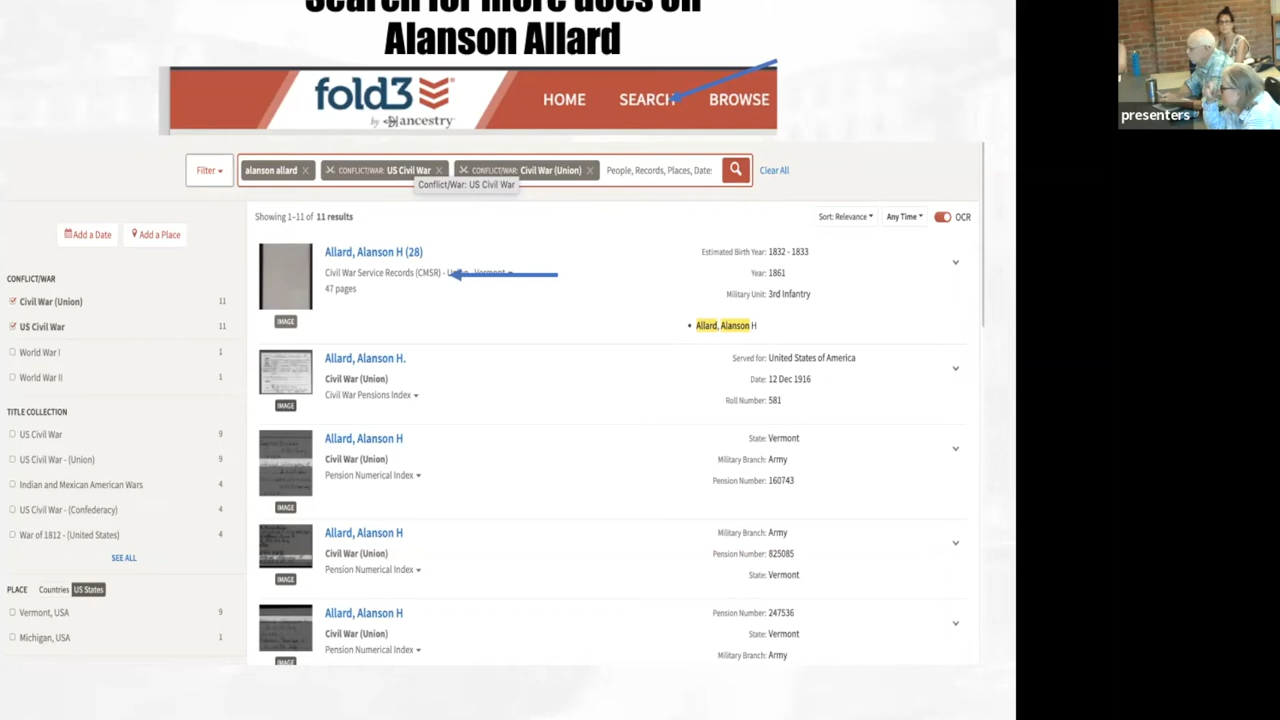 Search for more docs on
Alanson Allard
fold3
by ancestry
HOME SEARCH BROWSE
Filter
alanson allard
CONFLICT/WAR: US Civil War
CONFLICT/WAR: Civil War (Union)
People, Records, Places, Date:
Clear All
Conflict/War: US Civil War
Showing 1–11 of 11 results
Sort: Relevance
Any Time
OCR
Add a Date
Add a Place
CONFLICT/WAR
Civil War (Union) 11
US Civil War 11
World War I 1
World War II 1
TITLE COLLECTION
US Civil War 9
US Civil War - (Union) 9
Indian and Mexican American Wars 4
US Civil War - (Confederacy) 4
War of 1812 - (United States) 4
SEE ALL
PLACE Countries US States
Vermont, USA 9
Michigan, USA 1
Allard, Alanson H (28)
Civil War Service Records (CMSR) - Union - Vermont
47 pages
IMAGE
Estimated Birth Year: 1832 - 1833
Year: 1861
Military Unit: 3rd Infantry
• Allard, Alanson H
Allard, Alanson H.
Civil War (Union)
Civil War Pensions Index
IMAGE
Served for: United States of America
Date: 12 Dec 1916
Roll Number: 581
Allard, Alanson H
Civil War (Union)
Pension Numerical Index
IMAGE
State: Vermont
Military Branch: Army
Pension Number: 160743
Allard, Alanson H
Civil War (Union)
Pension Numerical Index
IMAGE
Military Branch: Army
Pension Number: 825085
State: Vermont
Allard, Alanson H
Civil War (Union)
Pension Numerical Index
IMAGE
Pension Number: 247536
State: Vermont
Military Branch: Army
presenters